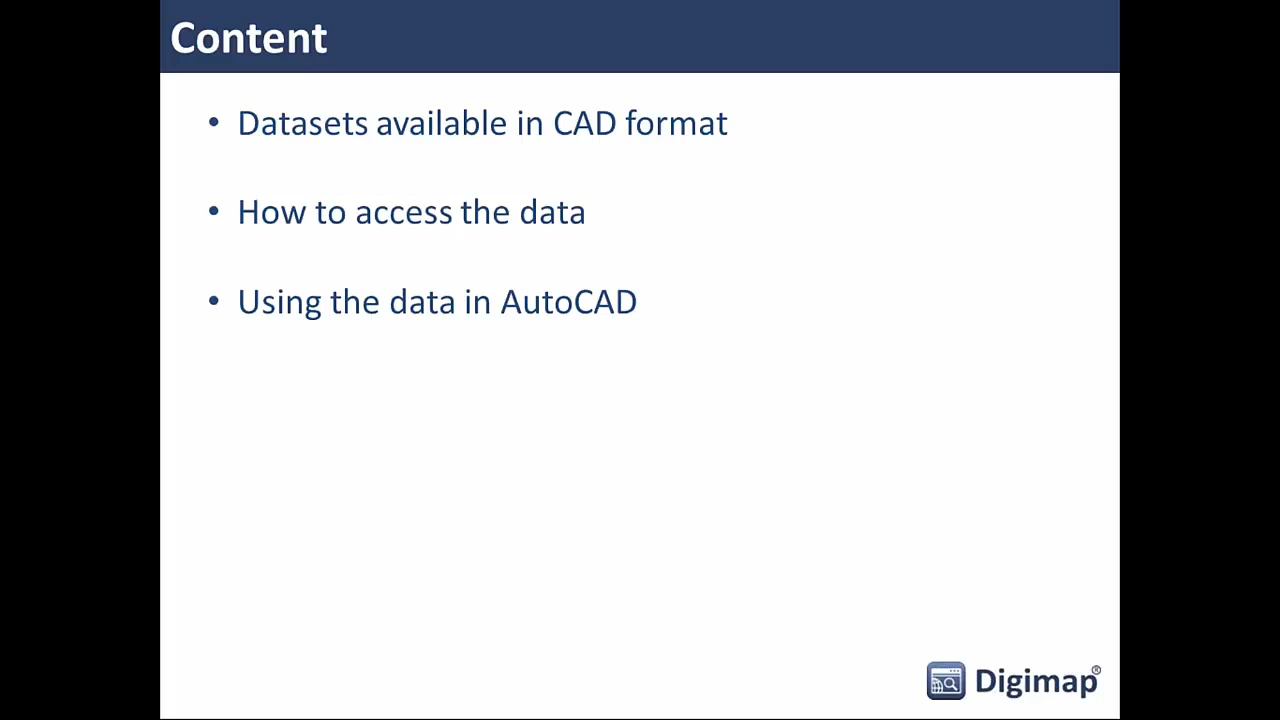 Content
• Datasets available in CAD format
• How to access the data
• Using the data in AutoCAD
Digimap®